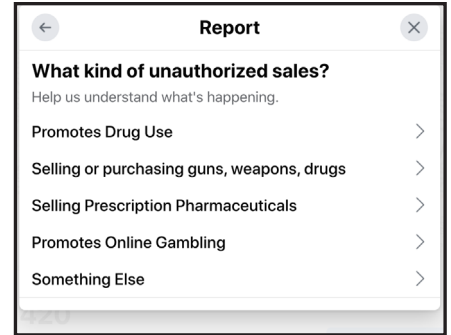 Report
What kind of unauthorized sales?
Help us understand what's happening.
Promotes Drug Use
Selling or purchasing guns, weapons, drugs
Selling Prescription Pharmaceuticals
Promotes Online Gambling
Something Else
420